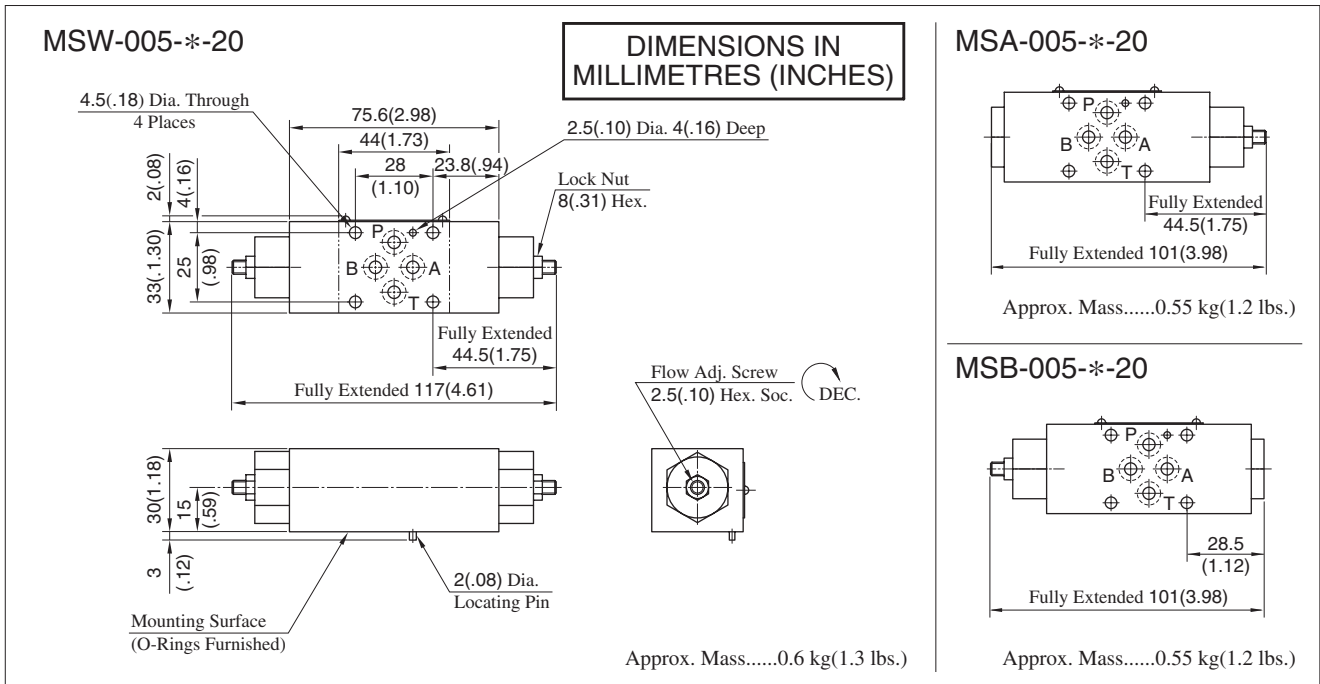 MSW-005-*-20
DIMENSIONS IN
MILLIMETRES (INCHES)
4.5(.18) Dia. Through
4 Places
75.6(2.98)
44(1.73)
28
(1.10)
23.8(.94)
2.5(.10) Dia. 4(.16) Deep
Lock Nut
8(.31) Hex.
2(.08)
4(.16)
33(.1.30)
25
(.98)
P
B
A
T
Fully Extended
44.5(1.75)
Fully Extended 117(4.61)
Flow Adj. Screw
2.5(.10) Hex. Soc.
DEC.
30(1.18)
15
(.59)
3
(.12)
2(.08) Dia.
Locating Pin
Mounting Surface
(O-Rings Furnished)
Approx. Mass......0.6 kg(1.3 lbs.)
MSA-005-*-20
P
B
A
T
Fully Extended
44.5(1.75)
Fully Extended 101(3.98)
Approx. Mass......0.55 kg(1.2 lbs.)
MSB-005-*-20
P
B
A
T
28.5
(1.12)
Fully Extended 101(3.98)
Approx. Mass......0.55 kg(1.2 lbs.)